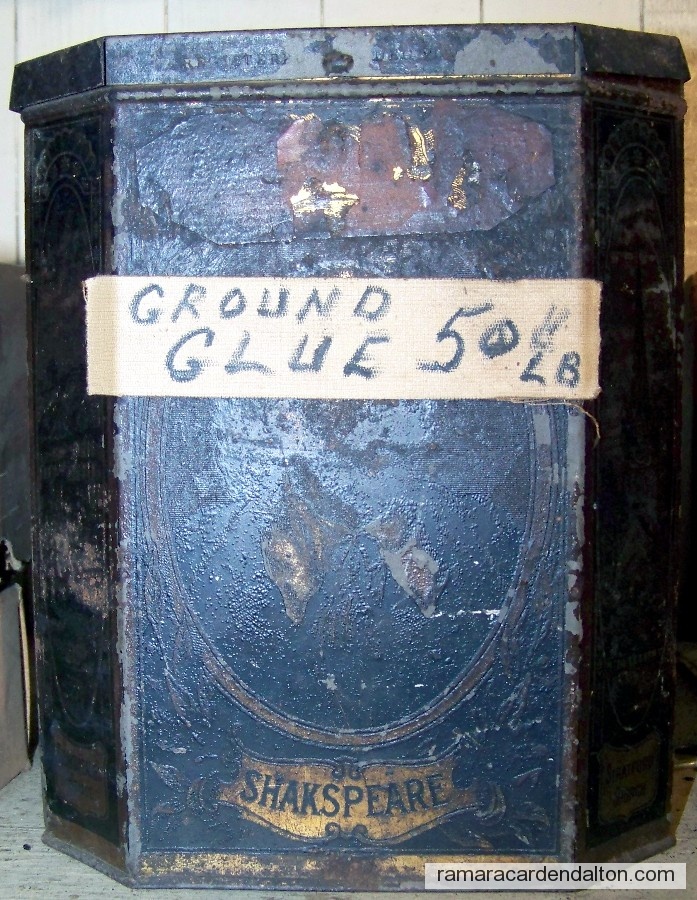 GROUND
GLUE 50 ¢
LB
SHAKSPEARE
ramaracardendalton.com